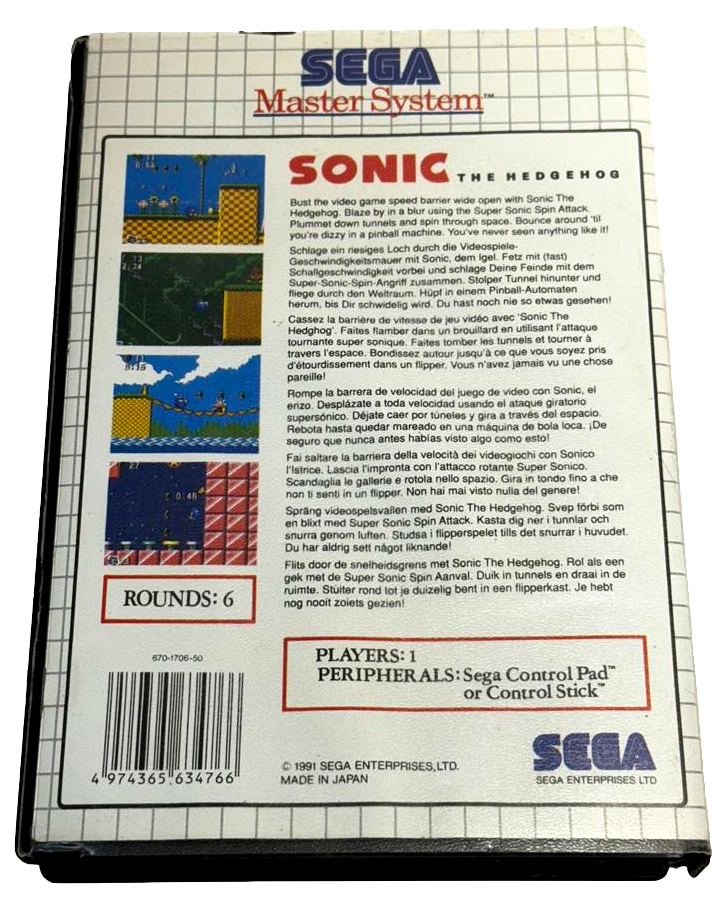 SEGA
Master System™
SONIC THE HEDGEHOG
Bust the video game speed barrier wide open with Sonic The
Hedgehog. Blaze by in a blur using the Super Sonic Spin Attack.
Plummet down tunnels and spin through space. Bounce around 'til
you're dizzy in a pinball machine. You've never seen anything like it!
Schlage ein riesiges Loch durch die Videospiele-
Geschwindigkeitsmauer mit Sonic, dem Igel. Fetz mit (fast)
Schallgeschwindigkeit vorbei und schlage Deine Feinde mit dem
Super-Sonic-Spin-Angriff zusammen. Stolper Tunnel hinunter und
fliege durch den Weltraum. Hüpf in einem Pinball-Automaten
herum, bis Dir schwidelig wird. Du hast noch nie so etwas gesehen!
Cassez la barrière de vitesse de jeu vidéo avec 'Sonic The
Hedghog'. Faites flamber dans un brouillard en utilisant l'attaque
tournante super sonique. Faites tomber les tunnels et tourner à
travers l'espace. Bondissez autour jusqu'à ce que vous soyez pris
d'étourdissement dans un flipper. Vous n'avez jamais vu une chose
pareille!
Rompe la barrera de velocidad del juego de video con Sonic, el
erizo. Desplázate a toda velocidad usando el ataque giratorio
supersónico. Déjate caer por túneles y gira a través del espacio.
Rebota hasta quedar mareado en una máquina de bola loca. ¡De
seguro que nunca antes habías visto algo como esto!
Fai saltare la barriera della velocità dei videogiochi con Sonico
l'Istrice. Lascia l'impronta con l'attacco rotante Super Sonico.
Scandaglia le gallerie e rotola nello spazio. Gira in tondo fino a che
non ti senti in un flipper. Non hai mai visto nulla del genere!
Spräng videospelsvallen med Sonic The Hedgehog. Svep förbi som
en blixt med Super Sonic Spin Attack. Kasta dig ner i tunnlar och
snurra genom luften. Studsa i flipperspelet tills det snurrar i huvudet.
Du har aldrig sett något liknande!
Flits door de snelheidsgrens met Sonic The Hedgehog. Rol als een
gek met de Super Sonic Spin Aanval. Duik in tunnels en draai in de
ruimte. Stuiter rond tot je duizelig bent in een flipperkast. Je hebt
nog nooit zoiets gezien!
ROUNDS: 6
PLAYERS: 1
PERIPHERALS: Sega Control Pad™
or Control Stick™
670-1706-50
4 974365 634766
© 1991 SEGA ENTERPRISES, LTD.
MADE IN JAPAN
SEGA
SEGA ENTERPRISES LTD